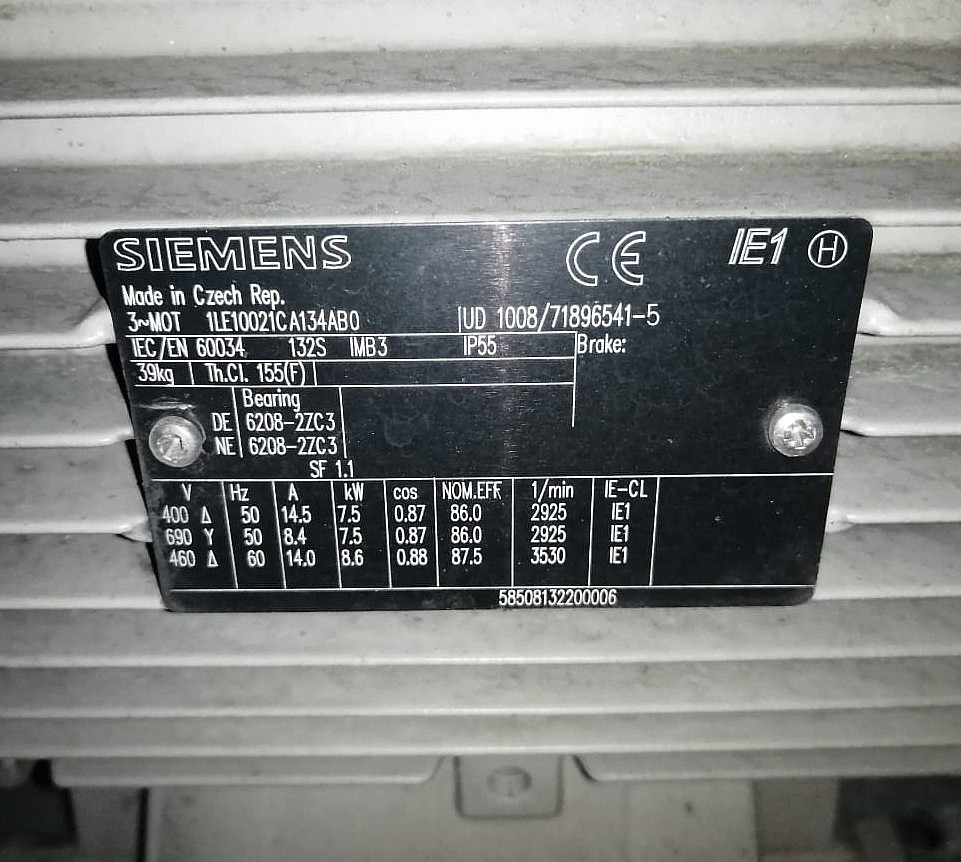 SIEMENS CE IE1 H
Made in Czech Rep.
3~MOT 1LE10021CA134AB0 UD 1008/71896541-5
IEC/EN 60034 132S IMB3 IP55 Brake:
39kg Th.Cl. 155(F)
Bearing
DE 6208-2ZC3
NE 6208-2ZC3
SF 1.1
V Hz A kW cos NOM.EFF 1/min IE-CL
400 Δ 50 14.5 7.5 0.87 86.0 2925 IE1
690 Y 50 8.4 7.5 0.87 86.0 2925 IE1
460 Δ 60 14.0 8.6 0.88 87.5 3530 IE1
58508132200006